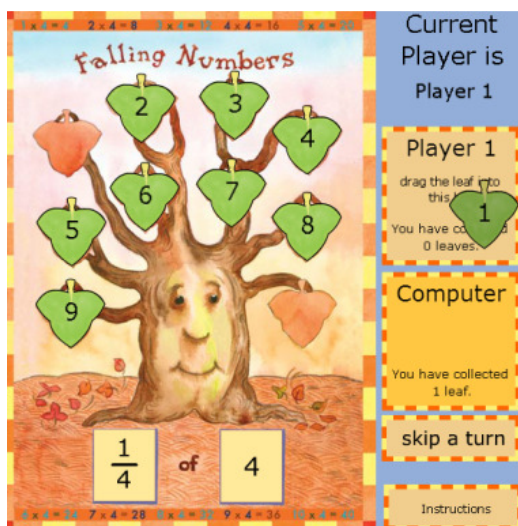 1 x 4 = 4 2 x 4 = 8 3 x 4 = 12 4 x 4 = 16 5 x 4 = 20
Falling Numbers
2
3
4
6
7
5
8
9
1
4
of
4
6 x 4 = 24 7 x 4 = 28 8 x 4 = 32 9 x 4 = 36 10 x 4 = 40
Current
Player is
Player 1
Player 1
drag the leaf into
this
1
You have
0 leaves.
Computer
You have collected
1 leaf.
skip a turn
Instructions